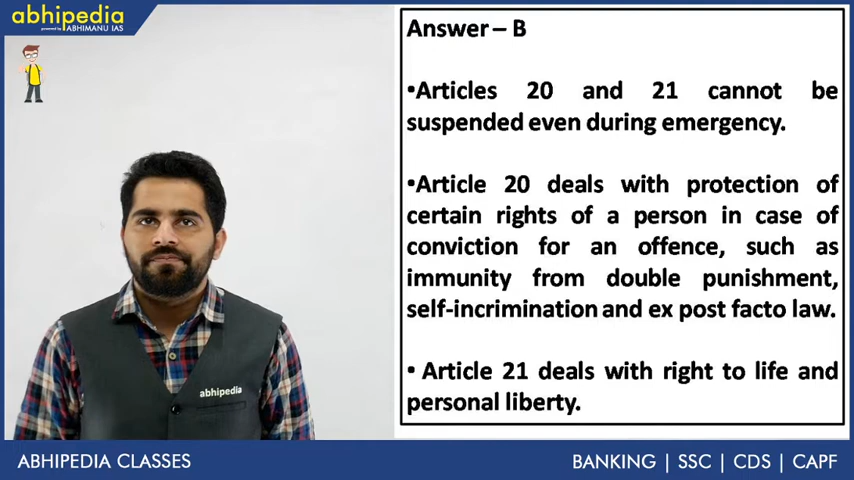 abhipedia
powered by ABHIMANU IAS
Answer – B
•Articles 20 and 21 cannot be
suspended even during emergency.
•Article 20 deals with protection of
certain rights of a person in case of
conviction for an offence, such as
immunity from double punishment,
self-incrimination and ex post facto law.
• Article 21 deals with right to life and
personal liberty.
abhipedia
ABHIPEDIA CLASSES
BANKING | SSC | CDS | CAPF